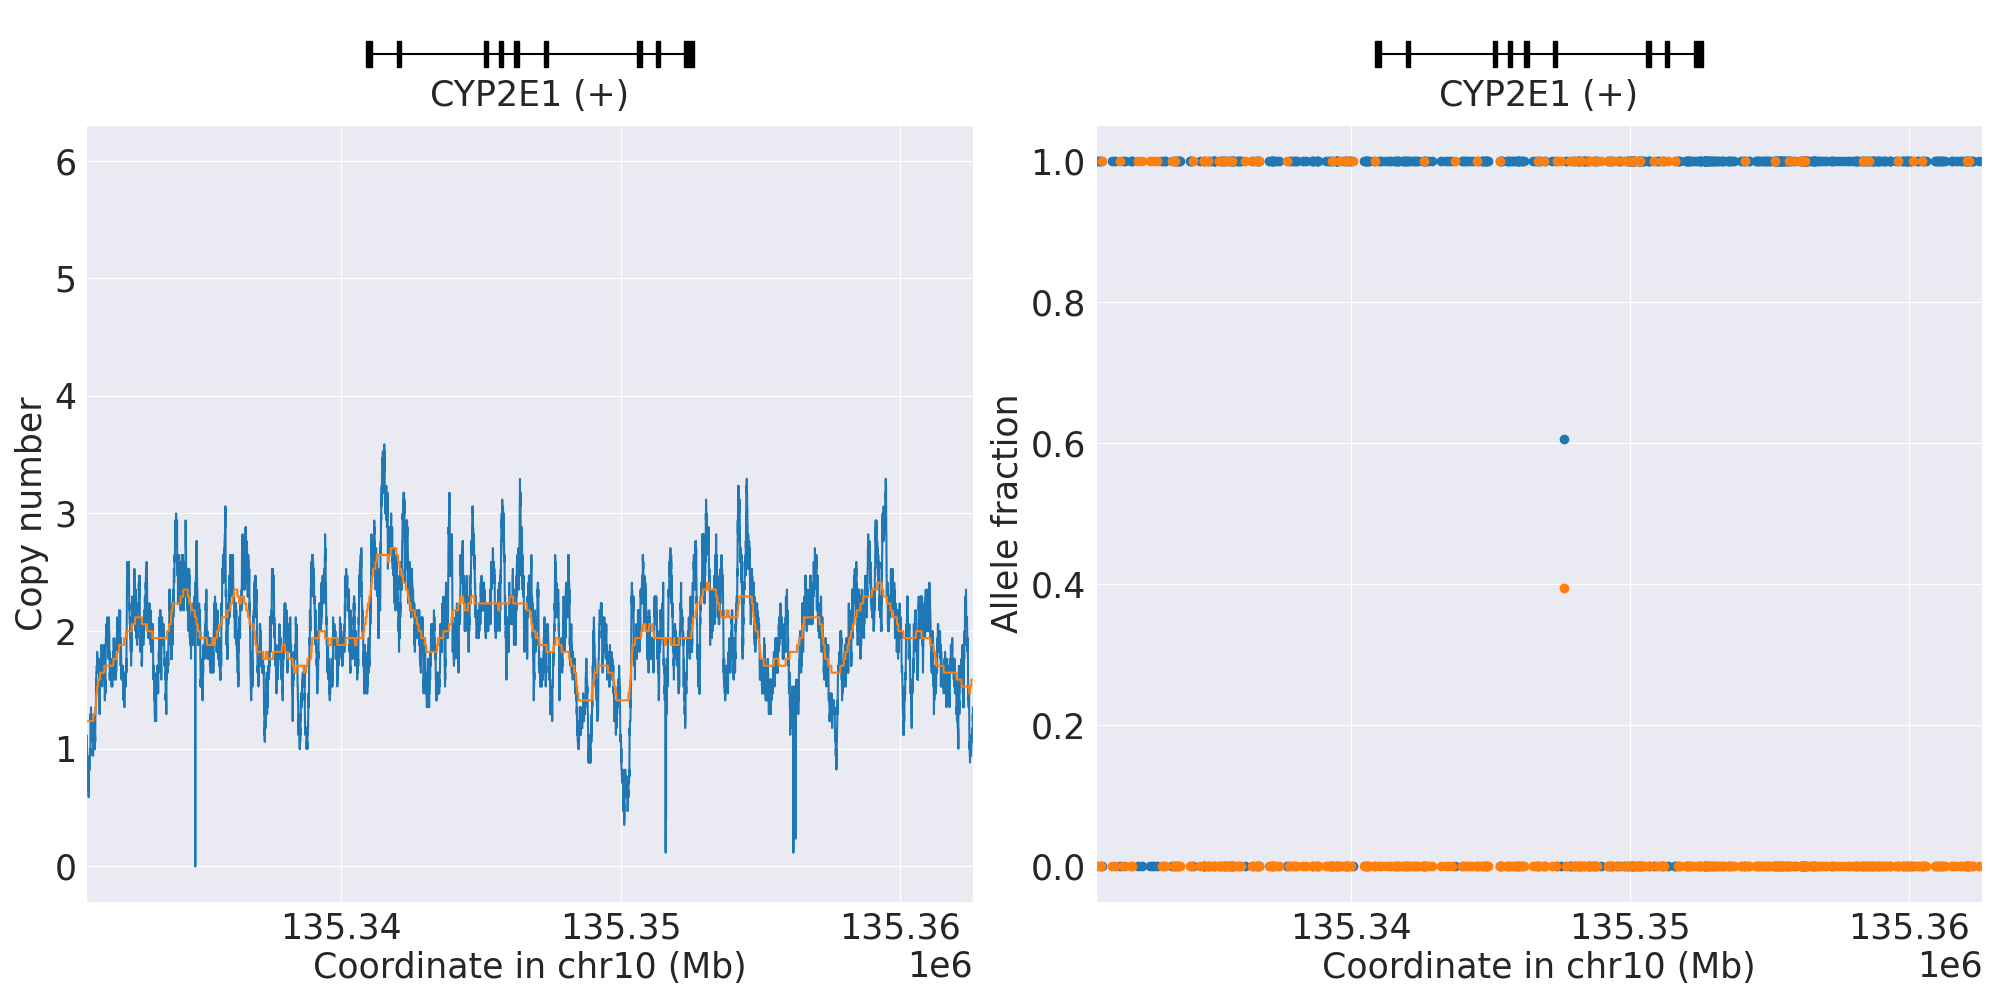 CYP2E1 (+)
6
5
4
3
2
1
0
Copy number
135.34 135.35 135.36
Coordinate in chr10 (Mb)
1e6
CYP2E1 (+)
1.0
0.8
0.6
0.4
0.2
0.0
Allele fraction
135.34 135.35 135.36
Coordinate in chr10 (Mb)
1e6